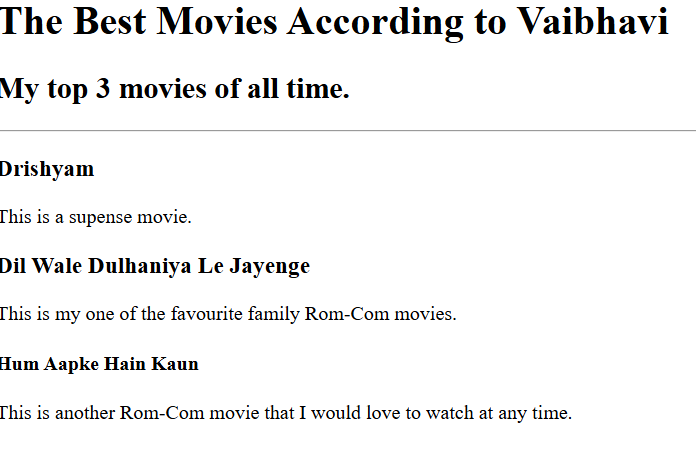 The Best Movies According to Vaibhavi
My top 3 movies of all time.
Drishyam
This is a supense movie.
Dil Wale Dulhaniya Le Jayenge
This is my one of the favourite family Rom-Com movies.
Hum Aapke Hain Kaun
This is another Rom-Com movie that I would love to watch at any time.